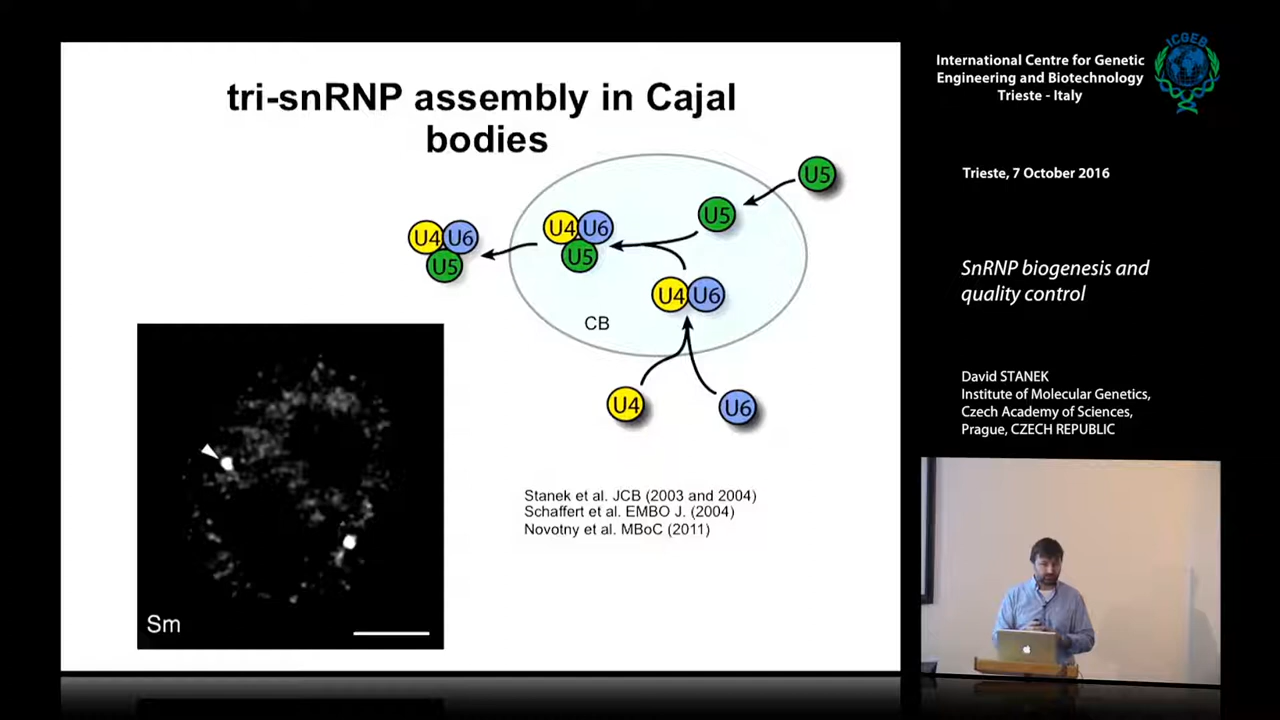 tri-snRNP assembly in Cajal
bodies
U5
U5
U4 U6
U5
U4 U6
U5
U4 U6
CB
U4
U6
Stanek et al. JCB (2003 and 2004)
Schaffert et al. EMBO J. (2004)
Novotny et al. MBoC (2011)
Sm
ICGEB
International Centre for Genetic
Engineering and Biotechnology
Trieste - Italy
Trieste, 7 October 2016
SnRNP biogenesis and
quality control
David STANEK
Institute of Molecular Genetics,
Czech Academy of Sciences,
Prague, CZECH REPUBLIC